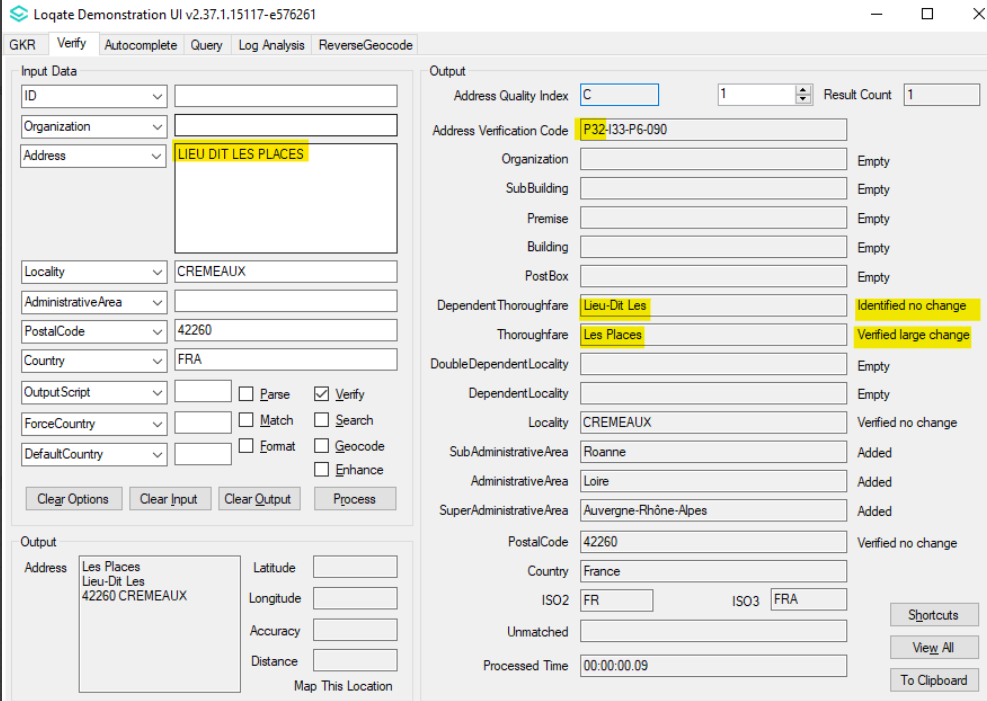 Loqate Demonstration UI v2.37.1.15117-e576261
GKR Verify Autocomplete Query Log Analysis ReverseGeocode
Input Data
ID
Organization
Address LIEU DIT LES PLACES
Locality CREMEAUX
AdministrativeArea
PostalCode 42260
Country FRA
OutputScript Parse Verify
ForceCountry Match Search
DefaultCountry Format Geocode
Enhance
Clear Options Clear Input Clear Output Process
Output
Address Les Places
Lieu-Dit Les
42260 CREMEAUX
Latitude
Longitude
Accuracy
Distance
Map This Location
Output
Address Quality Index C 1 Result Count 1
Address Verification Code P32-I33-P6-090
Organization Empty
SubBuilding Empty
Premise Empty
Building Empty
PostBox Empty
DependentThoroughfare Lieu-Dit Les Identified no change
Thoroughfare Les Places Verified large change
DoubleDependentLocality Empty
DependentLocality Empty
Locality CREMEAUX Verified no change
SubAdministrativeArea Roanne Added
AdministrativeArea Loire Added
SuperAdministrativeArea Auvergne-Rhône-Alpes Added
PostalCode 42260 Verified no change
Country France
ISO2 FR ISO3 FRA
Unmatched
Processed Time 00:00:00.09
Shortcuts
View All
To Clipboard